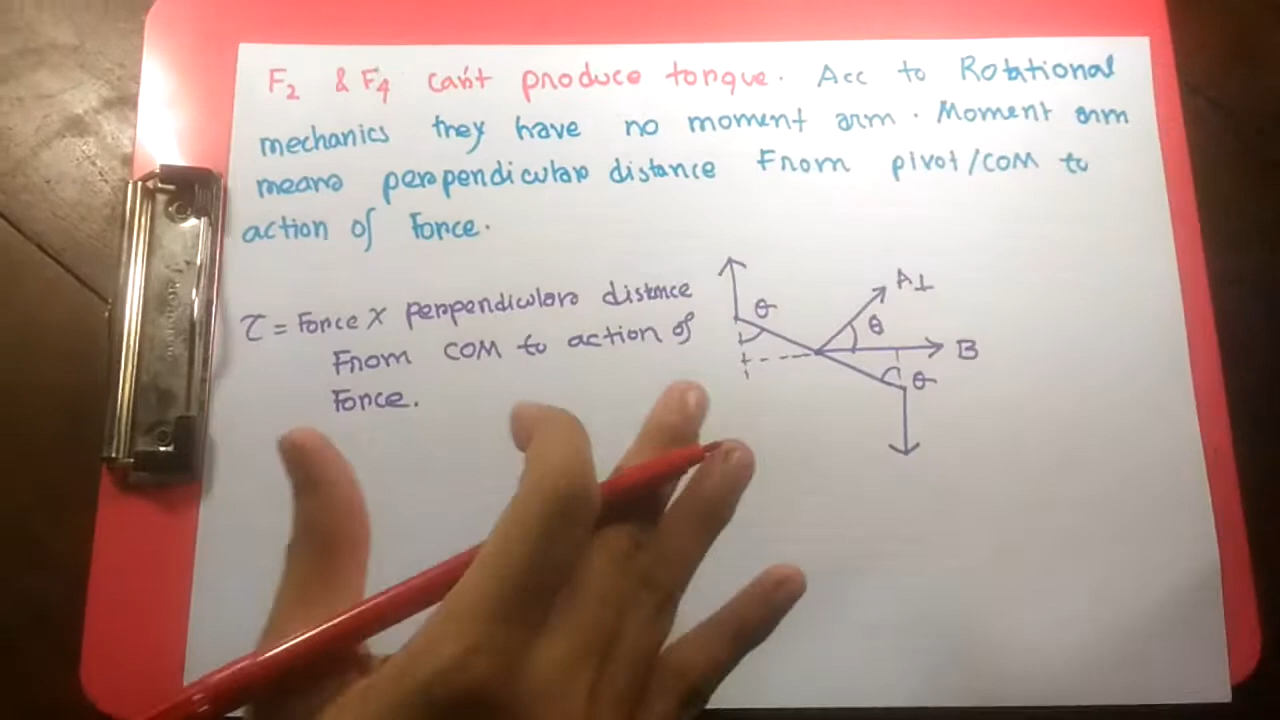 F2 & F4 can't produce torque. Acc to Rotational
mechanics they have no moment arm. Moment arm
means perpendicular distance From pivot/COM to
action of Force.
τ = Force × perpendicular distance
From COM to action of
Force.
θ
A⊥
θ
B
θ